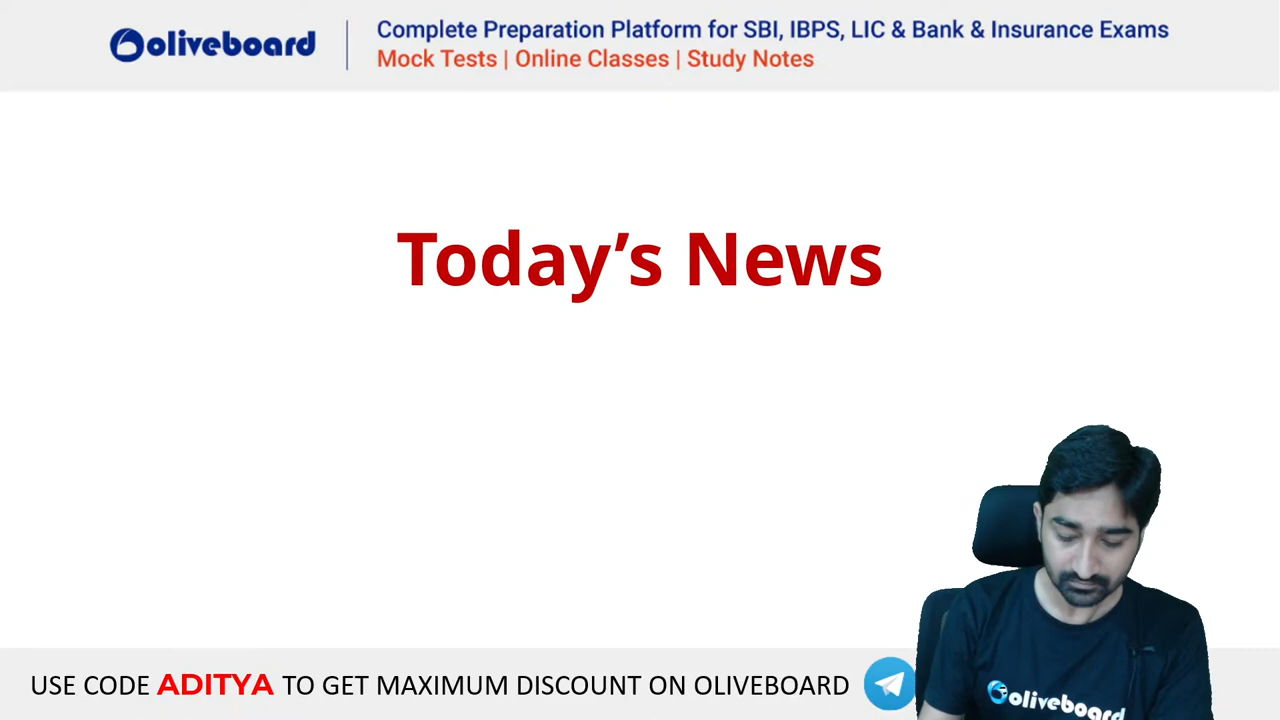 oliveboard
Complete Preparation Platform for SBI, IBPS, LIC & Bank & Insurance Exams
Mock Tests | Online Classes | Study Notes
Today’s News
USE CODE ADITYA TO GET MAXIMUM DISCOUNT ON OLIVEBOARD
oliveboard